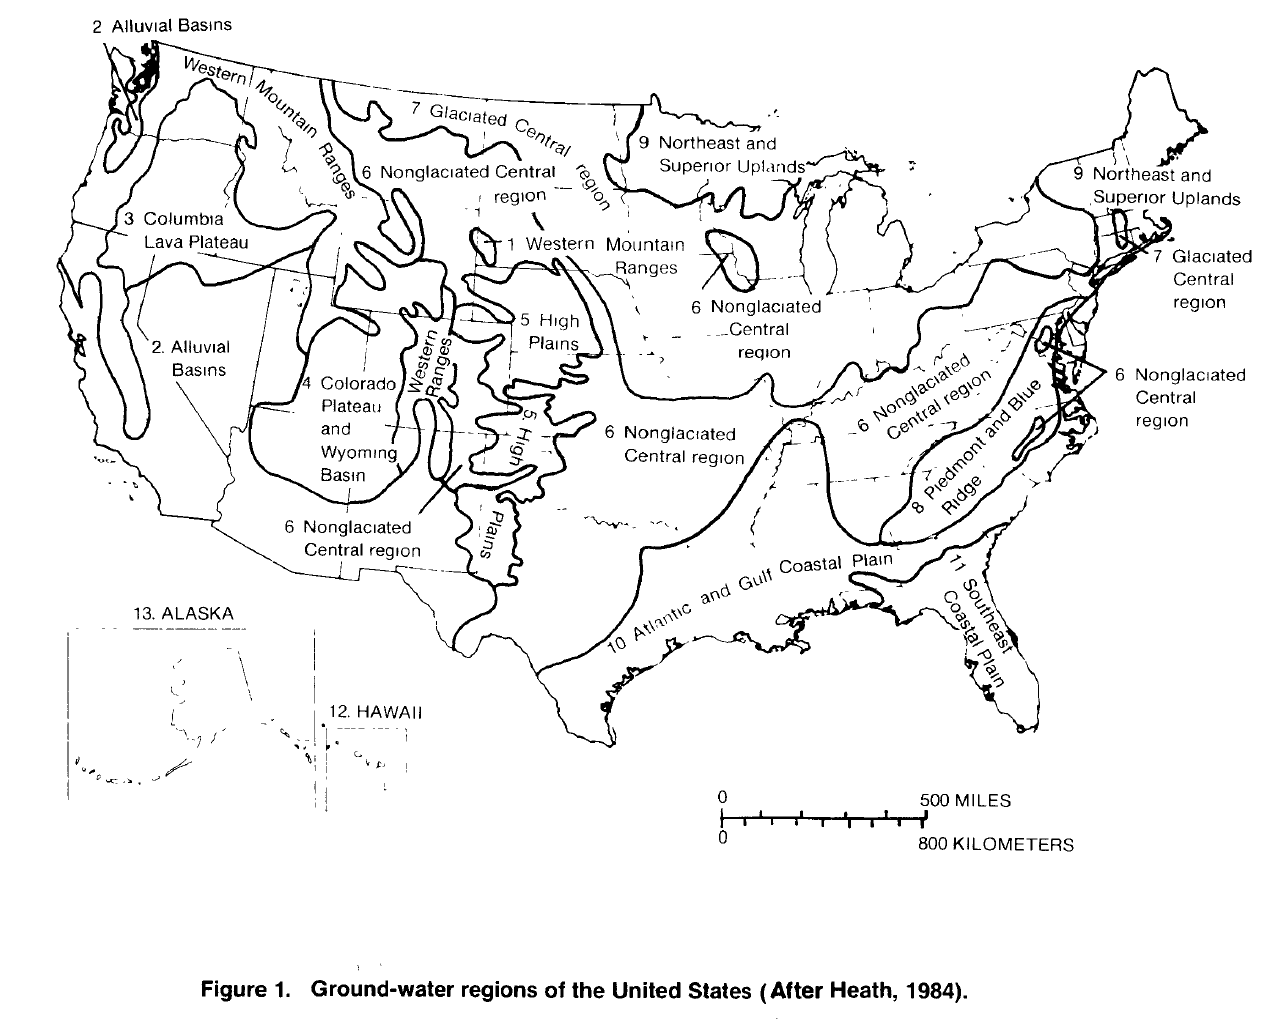 2 Alluvial Basins
Western Mountain Ranges
7 Glaciated Central region
9 Northeast and
Superior Uplands
6 Nonglaciated Central
region
9 Northeast and
Superior Uplands
3 Columbia
Lava Plateau
1 Western Mountain
Ranges
7 Glaciated
Central
region
6 Nonglaciated
Central
region
5 High
Plains
2. Alluvial
Basins
Western
Ranges
4 Colorado
Plateau
and
Wyoming
Basin
6 Nonglaciated
Central region
6 Nonglaciated
Central
region
5. High
Plains
6 Nonglaciated
Central region
8 Piedmont and Blue
Ridge
6 Nonglaciated
Central region
10 Atlantic and Gulf Coastal Plain
11 Southeast
Coastal Plain
13. ALASKA
12. HAWAII
0 500 MILES
0 800 KILOMETERS
Figure 1. Ground-water regions of the United States (After Heath, 1984).